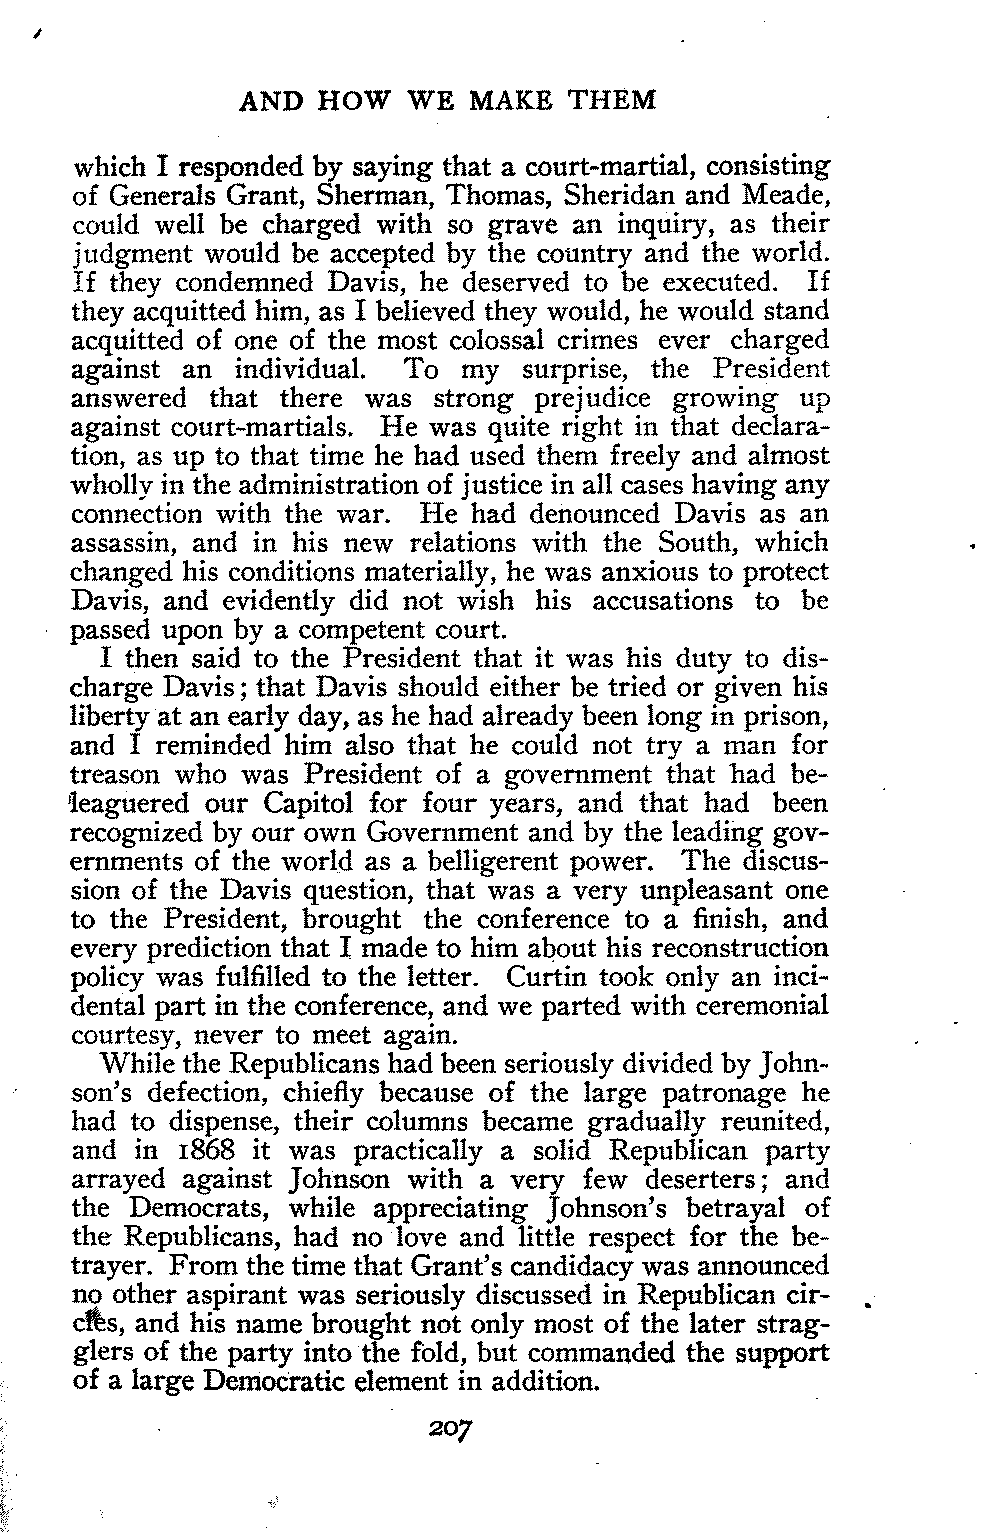 AND HOW WE MAKE THEM
which I responded by saying that a court-martial, consisting
of Generals Grant, Sherman, Thomas, Sheridan and Meade,
could well be charged with so grave an inquiry, as their
judgment would be accepted by the country and the world.
If they condemned Davis, he deserved to be executed. If
they acquitted him, as I believed they would, he would stand
acquitted of one of the most colossal crimes ever charged
against an individual. To my surprise, the President
answered that there was strong prejudice growing up
against court-martials. He was quite right in that declara-
tion, as up to that time he had used them freely and almost
wholly in the administration of justice in all cases having any
connection with the war. He had denounced Davis as an
assassin, and in his new relations with the South, which
changed his conditions materially, he was anxious to protect
Davis, and evidently did not wish his accusations to be
passed upon by a competent court.
I then said to the President that it was his duty to dis-
charge Davis; that Davis should either be tried or given his
liberty at an early day, as he had already been long in prison,
and I reminded him also that he could not try a man for
treason who was President of a government that had be-
leaguered our Capitol for four years, and that had been
recognized by our own Government and by the leading gov-
ernments of the world as a belligerent power. The discus-
sion of the Davis question, that was a very unpleasant one
to the President, brought the conference to a finish, and
every prediction that I made to him about his reconstruction
policy was fulfilled to the letter. Curtin took only an inci-
dental part in the conference, and we parted with ceremonial
courtesy, never to meet again.
While the Republicans had been seriously divided by John-
son's defection, chiefly because of the large patronage he
had to dispense, their columns became gradually reunited,
and in 1868 it was practically a solid Republican party
arrayed against Johnson with a very few deserters; and
the Democrats, while appreciating Johnson's betrayal of
the Republicans, had no love and little respect for the be-
trayer. From the time that Grant's candidacy was announced
no other aspirant was seriously discussed in Republican cir-
cles, and his name brought not only most of the later strag-
glers of the party into the fold, but commanded the support
of a large Democratic element in addition.
207